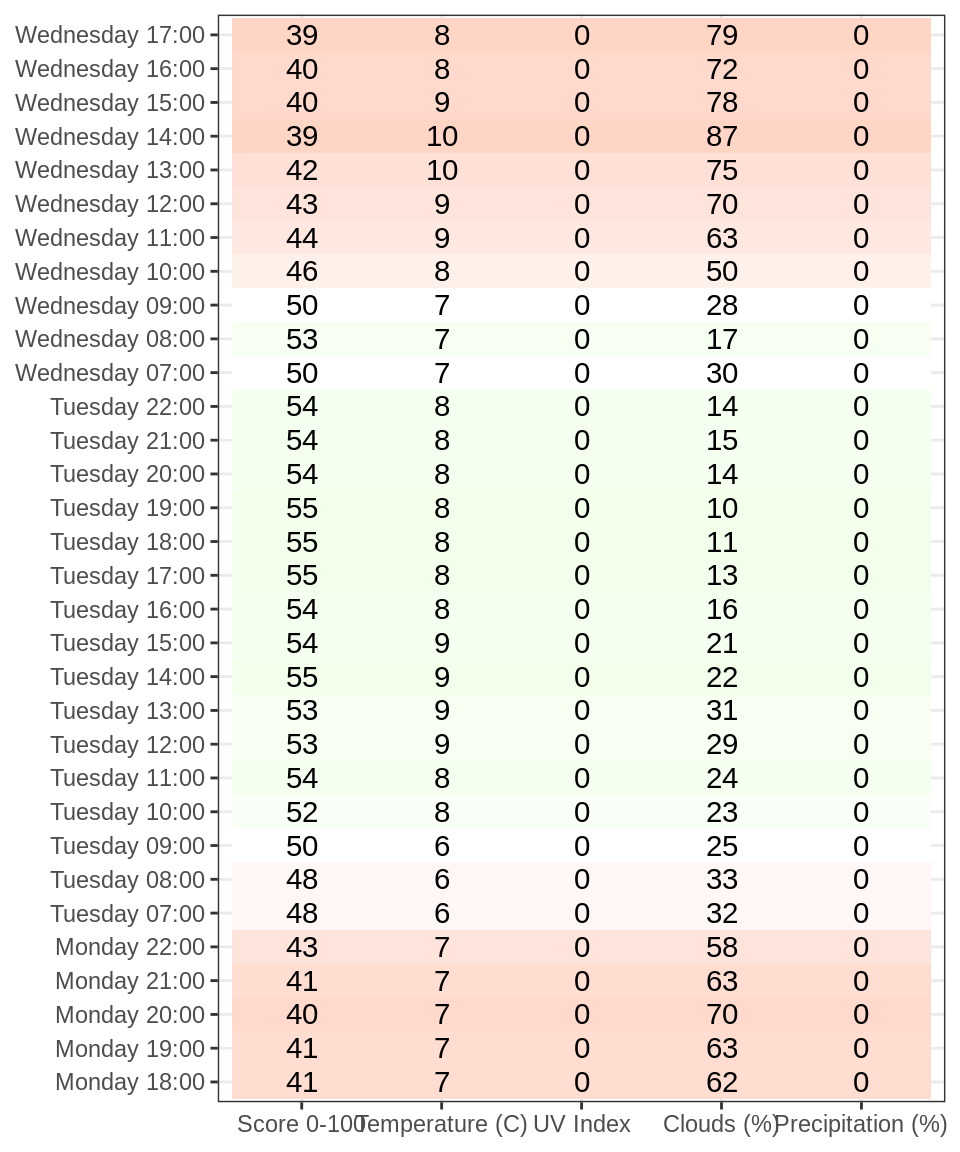 Wednesday 17:00 39 8 0 79 0
Wednesday 16:00 40 8 0 72 0
Wednesday 15:00 40 9 0 78 0
Wednesday 14:00 39 10 0 87 0
Wednesday 13:00 42 10 0 75 0
Wednesday 12:00 43 9 0 70 0
Wednesday 11:00 44 9 0 63 0
Wednesday 10:00 46 8 0 50 0
Wednesday 09:00 50 7 0 28 0
Wednesday 08:00 53 7 0 17 0
Wednesday 07:00 50 7 0 30 0
Tuesday 22:00 54 8 0 14 0
Tuesday 21:00 54 8 0 15 0
Tuesday 20:00 54 8 0 14 0
Tuesday 19:00 55 8 0 10 0
Tuesday 18:00 55 8 0 11 0
Tuesday 17:00 55 8 0 13 0
Tuesday 16:00 54 8 0 16 0
Tuesday 15:00 54 9 0 21 0
Tuesday 14:00 55 9 0 22 0
Tuesday 13:00 53 9 0 31 0
Tuesday 12:00 53 9 0 29 0
Tuesday 11:00 54 8 0 24 0
Tuesday 10:00 52 8 0 23 0
Tuesday 09:00 50 6 0 25 0
Tuesday 08:00 48 6 0 33 0
Tuesday 07:00 48 6 0 32 0
Monday 22:00 43 7 0 58 0
Monday 21:00 41 7 0 63 0
Monday 20:00 40 7 0 70 0
Monday 19:00 41 7 0 63 0
Monday 18:00 41 7 0 62 0
Score 0-100 Temperature (C) UV Index Clouds (%) Precipitation (%)